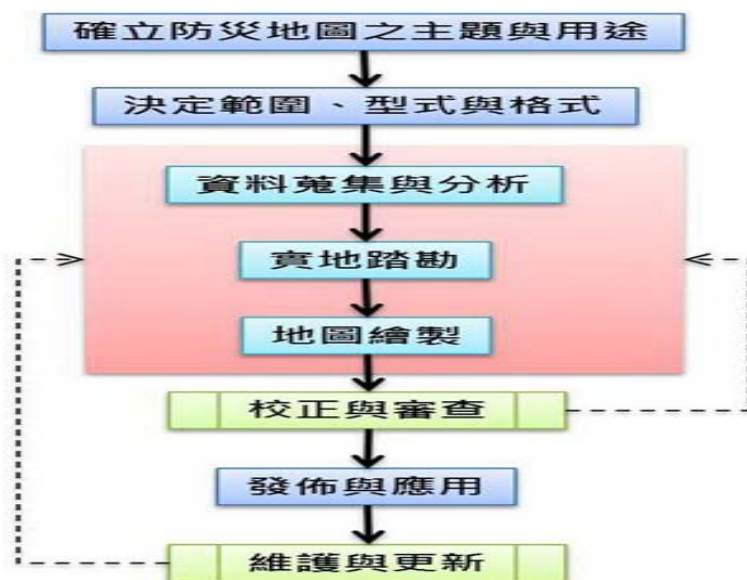 確立防災地圖之主題與用途
決定範圍、型式與格式
資料蒐集與分析
實地踏勘
地圖繪製
校正與審查
發佈與應用
維護與更新